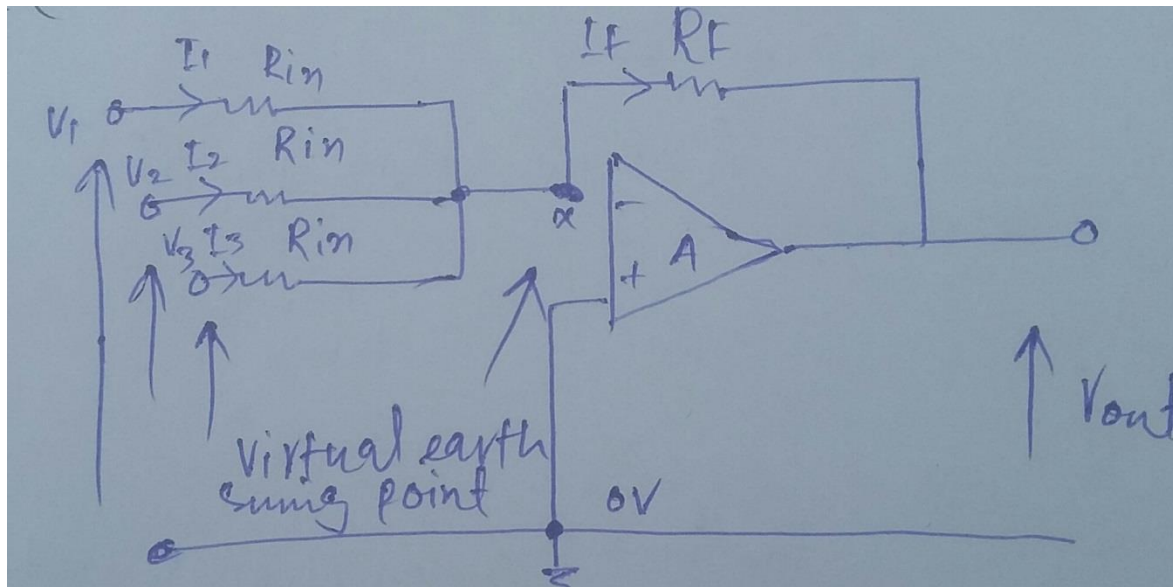 I1 Rin
IF RF
V1
V2 I2 Rin
V3 I3 Rin
x
-
A
+
Vout
Virtual earth
suming point
0V